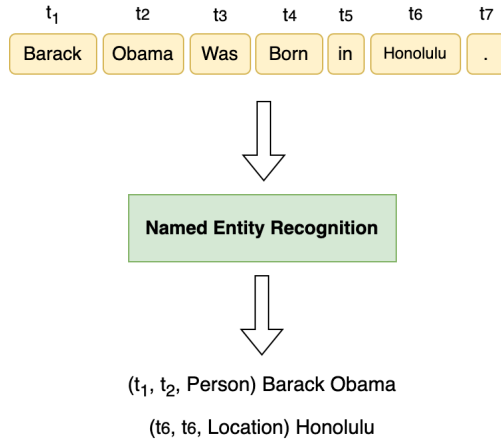 t₁ t2 t3 t4 t5 t6 t7
Barack Obama Was Born in Honolulu .
Named Entity Recognition
(t₁, t₂, Person) Barack Obama
(t6, t6, Location) Honolulu